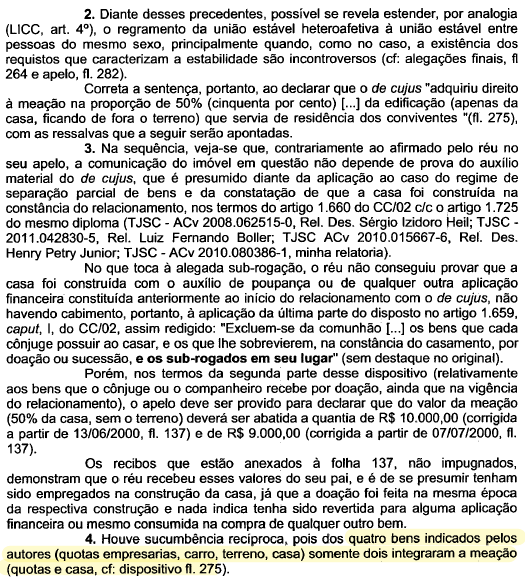 2. Diante desses precedentes, possível se revela estender, por analogia
(LICC, art. 4º), o regramento da união estável heteroafetiva à união estável entre
pessoas do mesmo sexo, principalmente quando, como no caso, a existência dos
requistos que caracterizam a estabilidade são incontroversos (cf: alegações finais, fl
264 e apelo, fl. 282).
Correta a sentença, portanto, ao declarar que o de cujus "adquiriu direito
à meação na proporção de 50% (cinquenta por cento) [...] da edificação (apenas da
casa, ficando de fora o terreno) que servia de residência dos conviventes "(fl. 275),
com as ressalvas que a seguir serão apontadas.
3. Na sequência, veja-se que, contrariamente ao afirmado pelo réu no
seu apelo, a comunicação do imóvel em questão não depende de prova do auxílio
material do de cujus, que é presumido diante da aplicação ao caso do regime de
separação parcial de bens e da constatação de que a casa foi construída na
constância do relacionamento, nos termos do artigo 1.660 do CC/02 c/c o artigo 1.725
do mesmo diploma (TJSC - ACv 2008.062515-0, Rel. Des. Sérgio Izidoro Heil; TJSC -
2011.042830-5, Rel. Luiz Fernando Boller; TJSC ACv 2010.015667-6, Rel. Des.
Henry Petry Junior; TJSC - ACv 2010.080386-1, minha relatoria).
No que toca à alegada sub-rogação, o réu não conseguiu provar que a
casa foi construída com o auxílio de poupança ou de qualquer outra aplicação
financeira constituída anteriormente ao início do relacionamento com o de cujus, não
havendo cabimento, portanto, à aplicação da última parte do disposto no artigo 1.659,
caput, I, do CC/02, assim redigido: "Excluem-se da comunhão [...] os bens que cada
cônjuge possuir ao casar, e os que lhe sobrevierem, na constância do casamento, por
doação ou sucessão, e os sub-rogados em seu lugar" (sem destaque no original).
Porém, nos termos da segunda parte desse dispositivo (relativamente
aos bens que o cônjuge ou o companheiro recebe por doação, ainda que na vigência
do relacionamento), o apelo deve ser provido para declarar que do valor da meação
(50% da casa, sem o terreno) deverá ser abatida a quantia de R$ 10.000,00 (corrigida
a partir de 13/06/2000, fl. 137) e de R$ 9.000,00 (corrigida a partir de 07/07/2000, fl.
137).
Os recibos que estão anexados à folha 137, não impugnados,
demonstram que o réu recebeu esses valores do seu pai, e é de se presumir tenham
sido empregados na construção da casa, já que a doação foi feita na mesma época
da respectiva construção e nada indica tenha sido revertida para alguma aplicação
financeira ou mesmo consumida na compra de qualquer outro bem.
4. Houve sucumbência recíproca, pois dos quatro bens indicados pelos
autores (quotas empresarias, carro, terreno, casa) somente dois integraram a meação
(quotas e casa, cf: dispositivo fl. 275).